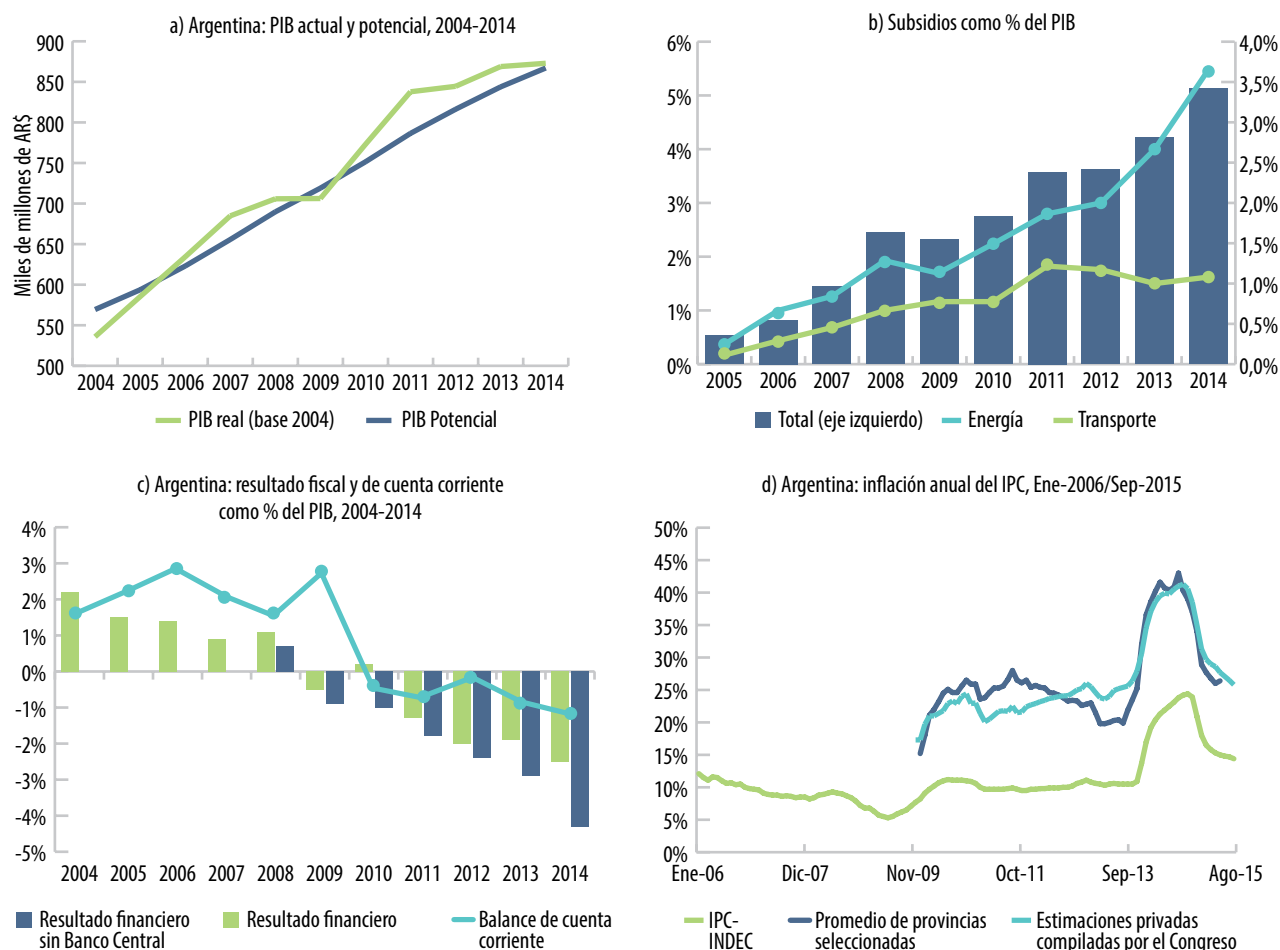 a) Argentina: PIB actual y potencial, 2004-2014
Miles de millones de AR$
900
850
800
750
700
650
600
550
500
2004 2005 2006 2007 2008 2009 2010 2011 2012 2013 2014
PIB real (base 2004) PIB Potencial
b) Subsidios como % del PIB
6%
5%
4%
3%
2%
1%
0%
4,0%
3,5%
3,0%
2,5%
2,0%
1,5%
1,0%
0,5%
0,0%
2005 2006 2007 2008 2009 2010 2011 2012 2013 2014
Total (eje izquierdo) Energía Transporte
c) Argentina: resultado fiscal y de cuenta corriente
como % del PIB, 2004-2014
4%
3%
2%
1%
0%
-1%
-2%
-3%
-4%
-5%
2004 2005 2006 2007 2008 2009 2010 2011 2012 2013 2014
Resultado financiero
sin Banco Central
Resultado financiero
Balance de cuenta
corriente
d) Argentina: inflación anual del IPC, Ene-2006/Sep-2015
50%
45%
40%
35%
30%
25%
20%
15%
10%
5%
0%
Ene-06 Dic-07 Nov-09 Oct-11 Sep-13 Ago-15
IPC-
INDEC
Promedio de provincias
seleccionadas
Estimaciones privadas
compiladas por el Congreso